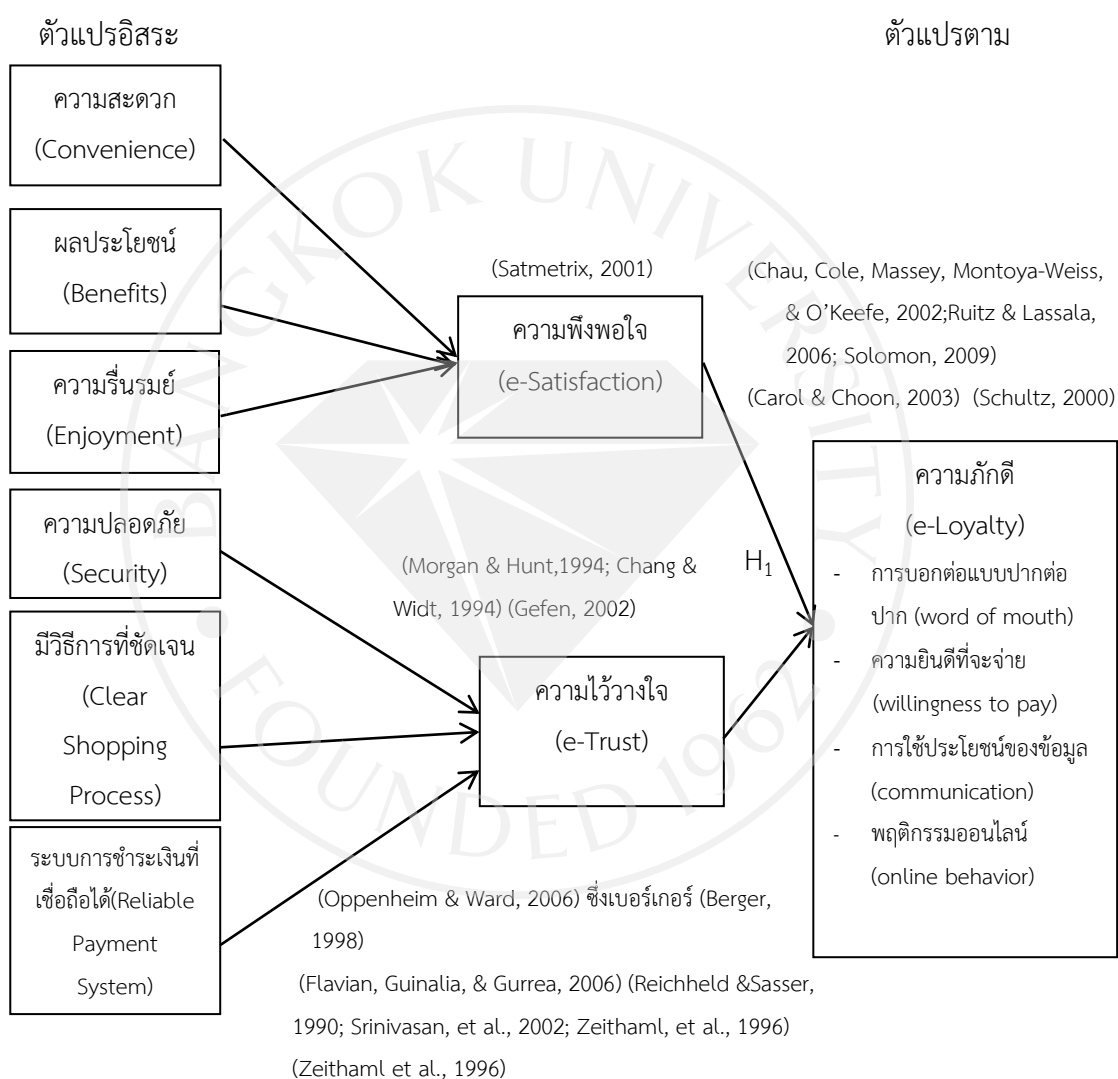 ตัวแปรอิสระ
ตัวแปรตาม
ความสะดวก
(Convenience)
ผลประโยชน์
(Benefits)
ความรื่นรมย์
(Enjoyment)
ความปลอดภัย
(Security)
มีวิธีการที่ชัดเจน
(Clear
Shopping
Process)
ระบบการชำระเงินที่
เชื่อถือได้(Reliable
Payment
System)
(Satmetrix, 2001)
ความพึงพอใจ
(e-Satisfaction)
(Morgan & Hunt,1994; Chang &
Widt, 1994) (Gefen, 2002)
ความไว้วางใจ
(e-Trust)
(Oppenheim & Ward, 2006) ซึ่งเบอร์เกอร์ (Berger,
1998)
(Flavian, Guinalia, & Gurrea, 2006) (Reichheld &Sasser,
1990; Srinivasan, et al., 2002; Zeithaml, et al., 1996)
(Zeithaml et al., 1996)
(Chau, Cole, Massey, Montoya-Weiss,
& O’Keefe, 2002;Ruitz & Lassala,
2006; Solomon, 2009)
(Carol & Choon, 2003) (Schultz, 2000)
H₁
ความภักดี
(e-Loyalty)
- การบอกต่อแบบปากต่อ
ปาก (word of mouth)
- ความยินดีที่จะจ่าย
(willingness to pay)
- การใช้ประโยชน์ของข้อมูล
(communication)
- พฤติกรรมออนไลน์
(online behavior)
BANGKOK UNIVERSITY
FOUNDED 1962